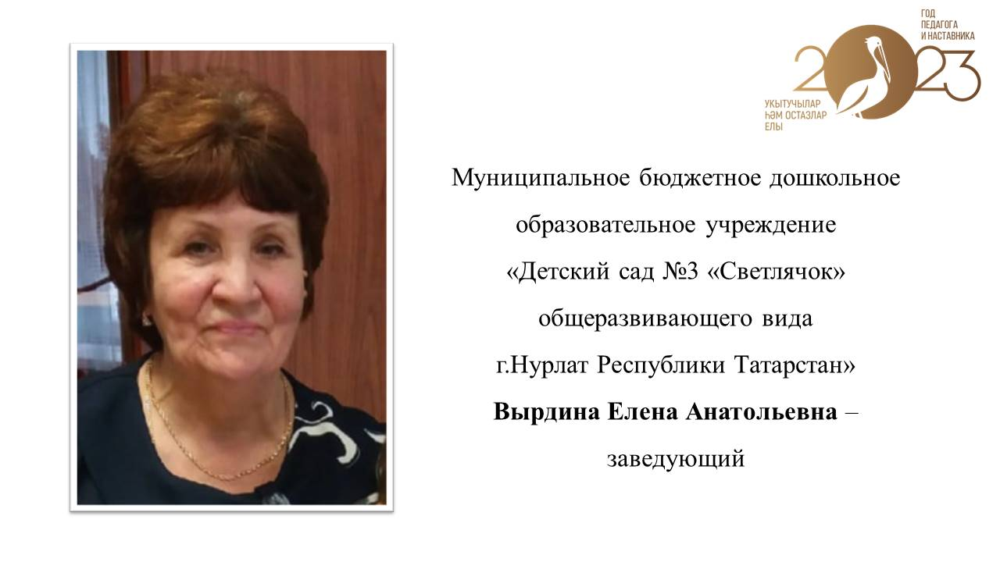 ГОД
ПЕДАГОГА
И НАСТАВНИКА
2023
УКЫТУЧЫЛАР
ҺӘМ ОСТАЗЛАР
ЕЛЫ
Муниципальное бюджетное дошкольное
образовательное учреждение
«Детский сад №3 «Светлячок»
общеразвивающего вида
г.Нурлат Республики Татарстан»
Вырдина Елена Анатольевна –
заведующий